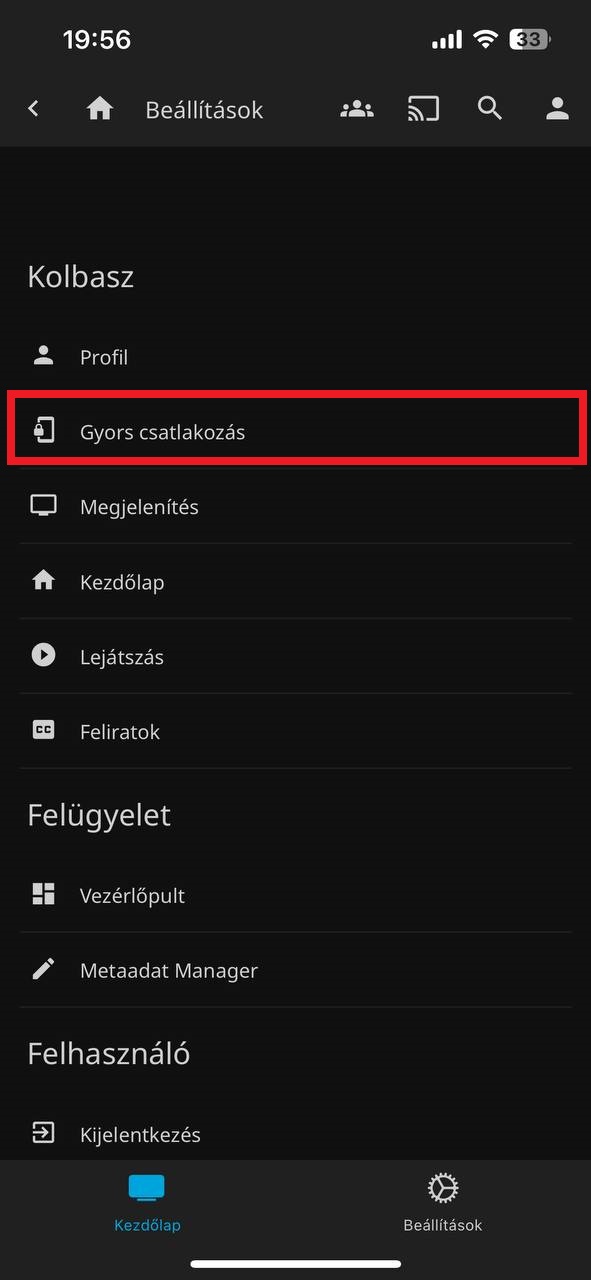 19:56
33
Beállítások
Kolbasz
Profil
Gyors csatlakozás
Megjelenítés
Kezdőlap
Lejátszás
CC
Feliratok
Felügyelet
Vezérlőpult
Metaadat Manager
Felhasználó
Kijelentkezés
Kezdőlap
Beállítások